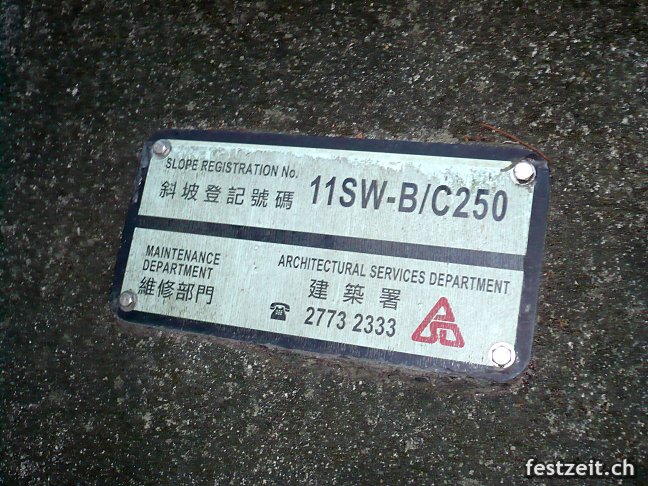 SLOPE REGISTRATION No.
斜坡登記號碼
11SW-B/C250
MAINTENANCE
DEPARTMENT
維修部門
ARCHITECTURAL SERVICES DEPARTMENT
建築署
☎ 2773 2333
festzeit.ch